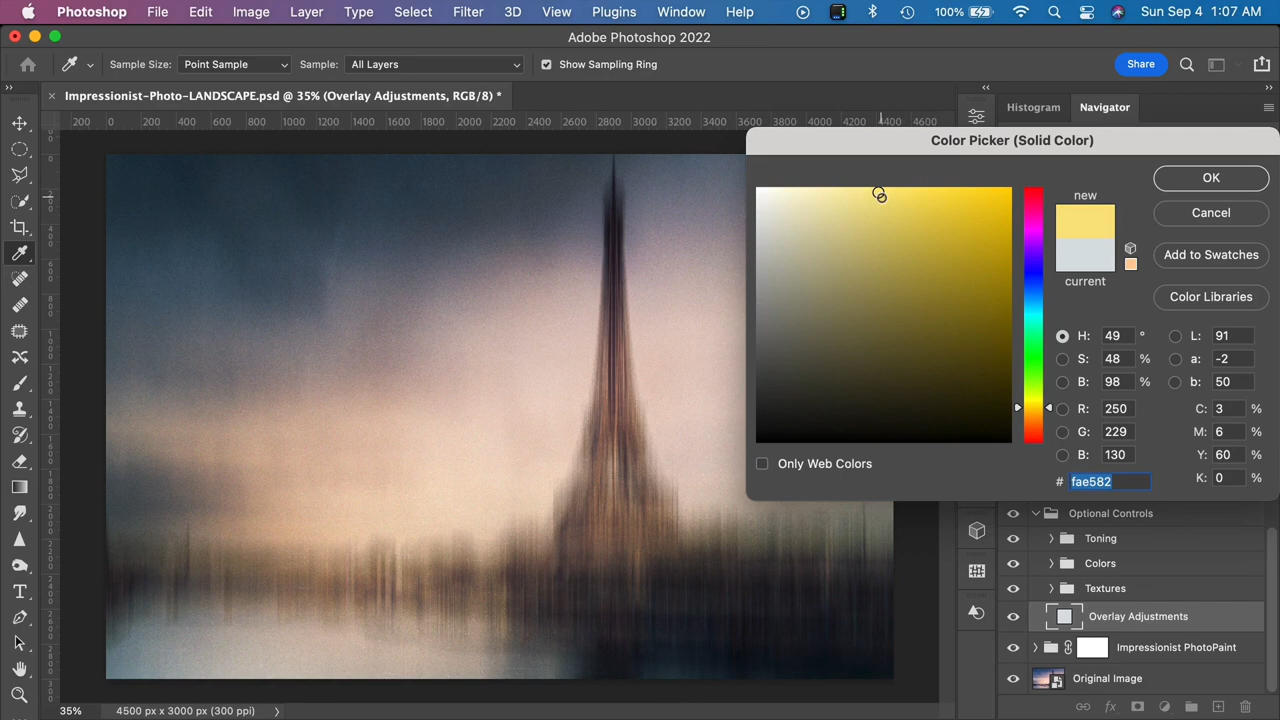 Photoshop File Edit Image Layer Type Select Filter 3D View Plugins Window Help 100% Sun Sep 4 1:07 AM
Adobe Photoshop 2022
Sample Size: Point Sample Sample: All Layers Show Sampling Ring Share
Impressionist-Photo-LANDSCAPE.psd @ 35% (Overlay Adjustments, RGB/8) *
Histogram Navigator
200 0 200 400 600 800 1000 1200 1400 1600 1800 2000 2200 2400 2600 2800 3000 3200 3400 3600 3800 4000 4200 4400 4600
Color Picker (Solid Color)
new
current
OK
Cancel
Add to Swatches
Color Libraries
H: 49 ° L: 91
S: 48 % a: -2
B: 98 % b: 50
R: 250 C: 3 %
G: 229 M: 6 %
B: 130 Y: 60 %
# fae582 K: 0 %
Only Web Colors
Optional Controls
Toning
Colors
Textures
Overlay Adjustments
Impressionist PhotoPaint
Original Image
35% 4500 px x 3000 px (300 ppi)